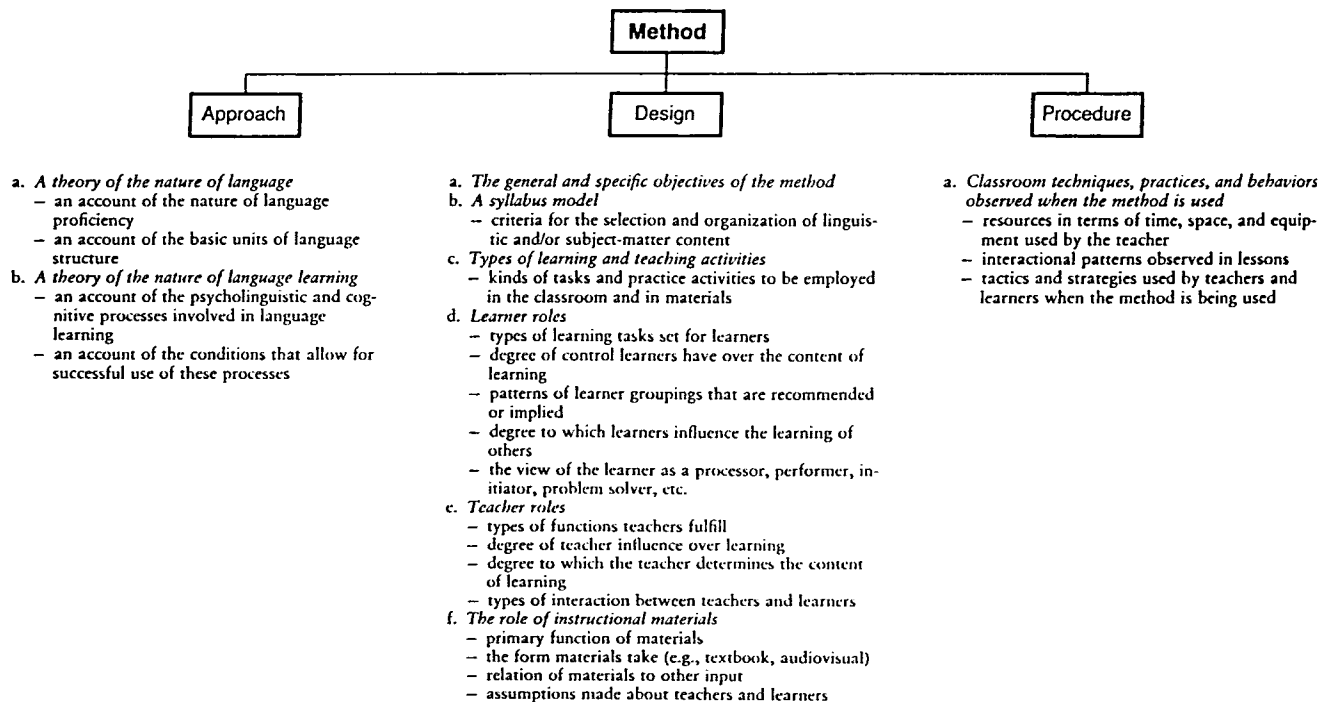 Method
Approach
Design
Procedure
a. A theory of the nature of language
– an account of the nature of language
proficiency
– an account of the basic units of language
structure
b. A theory of the nature of language learning
– an account of the psycholinguistic and cog-
nitive processes involved in language
learning
– an account of the conditions that allow for
successful use of these processes
a. The general and specific objectives of the method
b. A syllabus model
– criteria for the selection and organization of linguis-
tic and/or subject-matter content
c. Types of learning and teaching activities
– kinds of tasks and practice activities to be employed
in the classroom and in materials
d. Learner roles
– types of learning tasks set for learners
– degree of control learners have over the content of
learning
– patterns of learner groupings that are recommended
or implied
– degree to which learners influence the learning of
others
– the view of the learner as a processor, performer, in-
itiator, problem solver, etc.
e. Teacher roles
– types of functions teachers fulfill
– degree of teacher influence over learning
– degree to which the teacher determines the content
of learning
– types of interaction between teachers and learners
f. The role of instructional materials
– primary function of materials
– the form materials take (e.g., textbook, audiovisual)
– relation of materials to other input
– assumptions made about teachers and learners
a. Classroom techniques, practices, and behaviors
observed when the method is used
– resources in terms of time, space, and equip-
ment used by the teacher
– interactional patterns observed in lessons
– tactics and strategies used by teachers and
learners when the method is being used